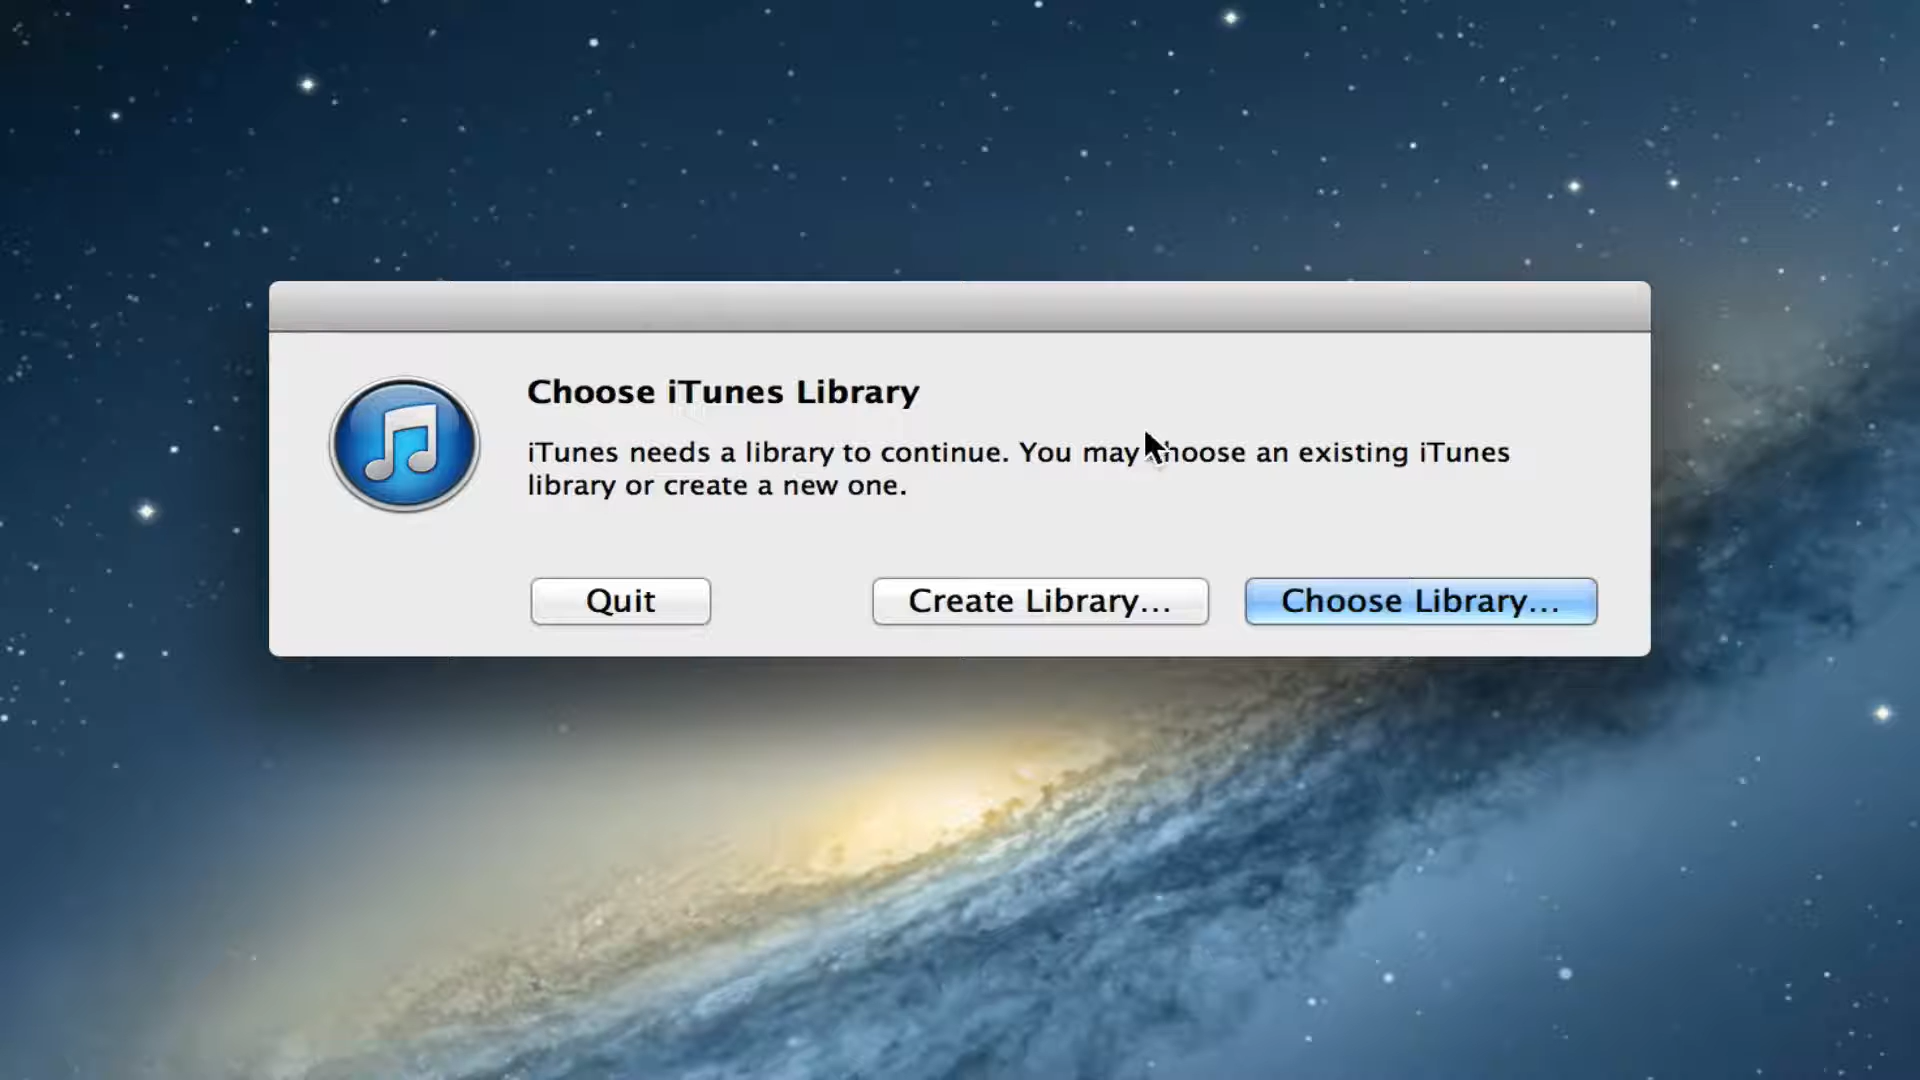 Choose iTunes Library
iTunes needs a library to continue. You may choose an existing iTunes
library or create a new one.
Quit
Create Library...
Choose Library...